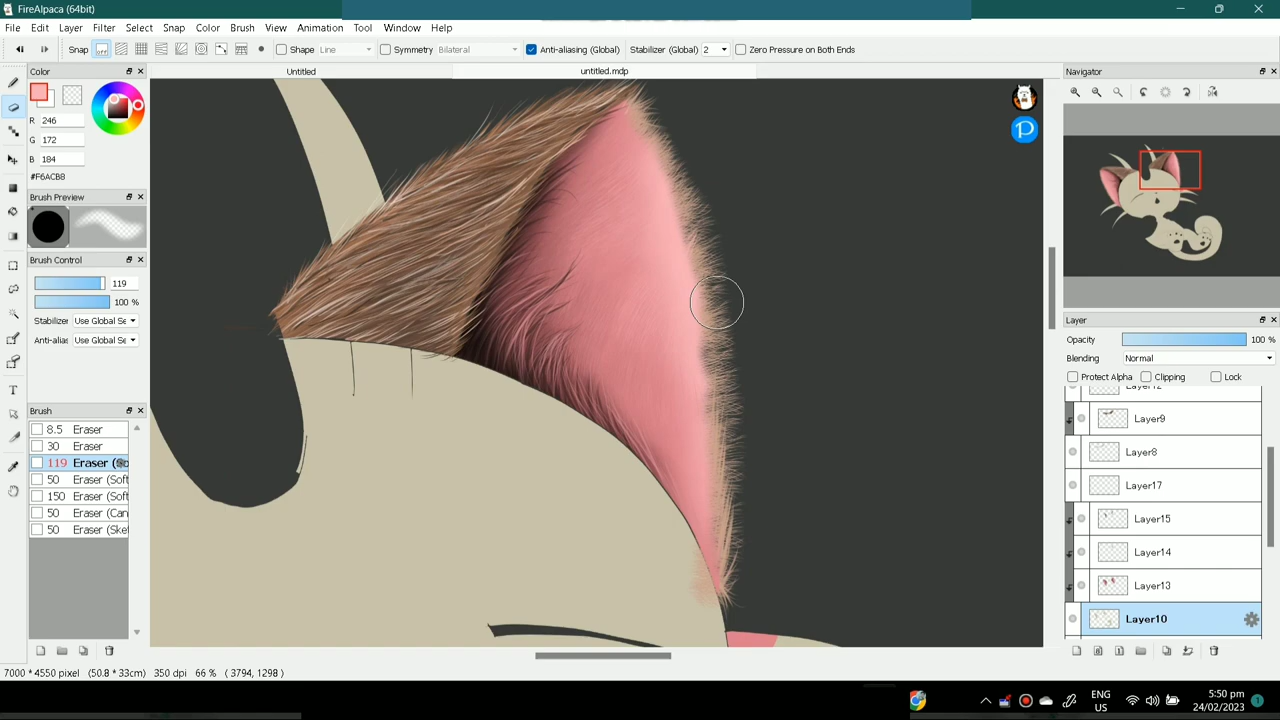 FireAlpaca (64bit)
File Edit Layer Filter Select Snap Color Brush View Animation Tool Window Help
Snap OFF Shape Line Symmetry Bilateral Anti-aliasing (Global) Stabilizer (Global) 2 Zero Pressure on Both Ends
Color Untitled untitled.mdp Navigator
R 246
G 172
B 184
#F6ACB8
Brush Preview
Brush Control
119
100 %
Stabilizer Use Global Se
Anti-alias Use Global Se
Layer
Opacity 100 %
Blending Normal
Protect Alpha Clipping Lock
Layer12
Layer9
Layer8
Layer17
Layer15
Layer14
Layer13
Layer10
Brush
8.5 Eraser
30 Eraser
119 Eraser
50 Eraser (Soft
150 Eraser (Soft
50 Eraser (Can
50 Eraser (Ske
7000 * 4550 pixel (50.8 * 33cm) 350 dpi 66 % ( 3794, 1298 )
ENG
US
5:50 pm
24/02/2023
1